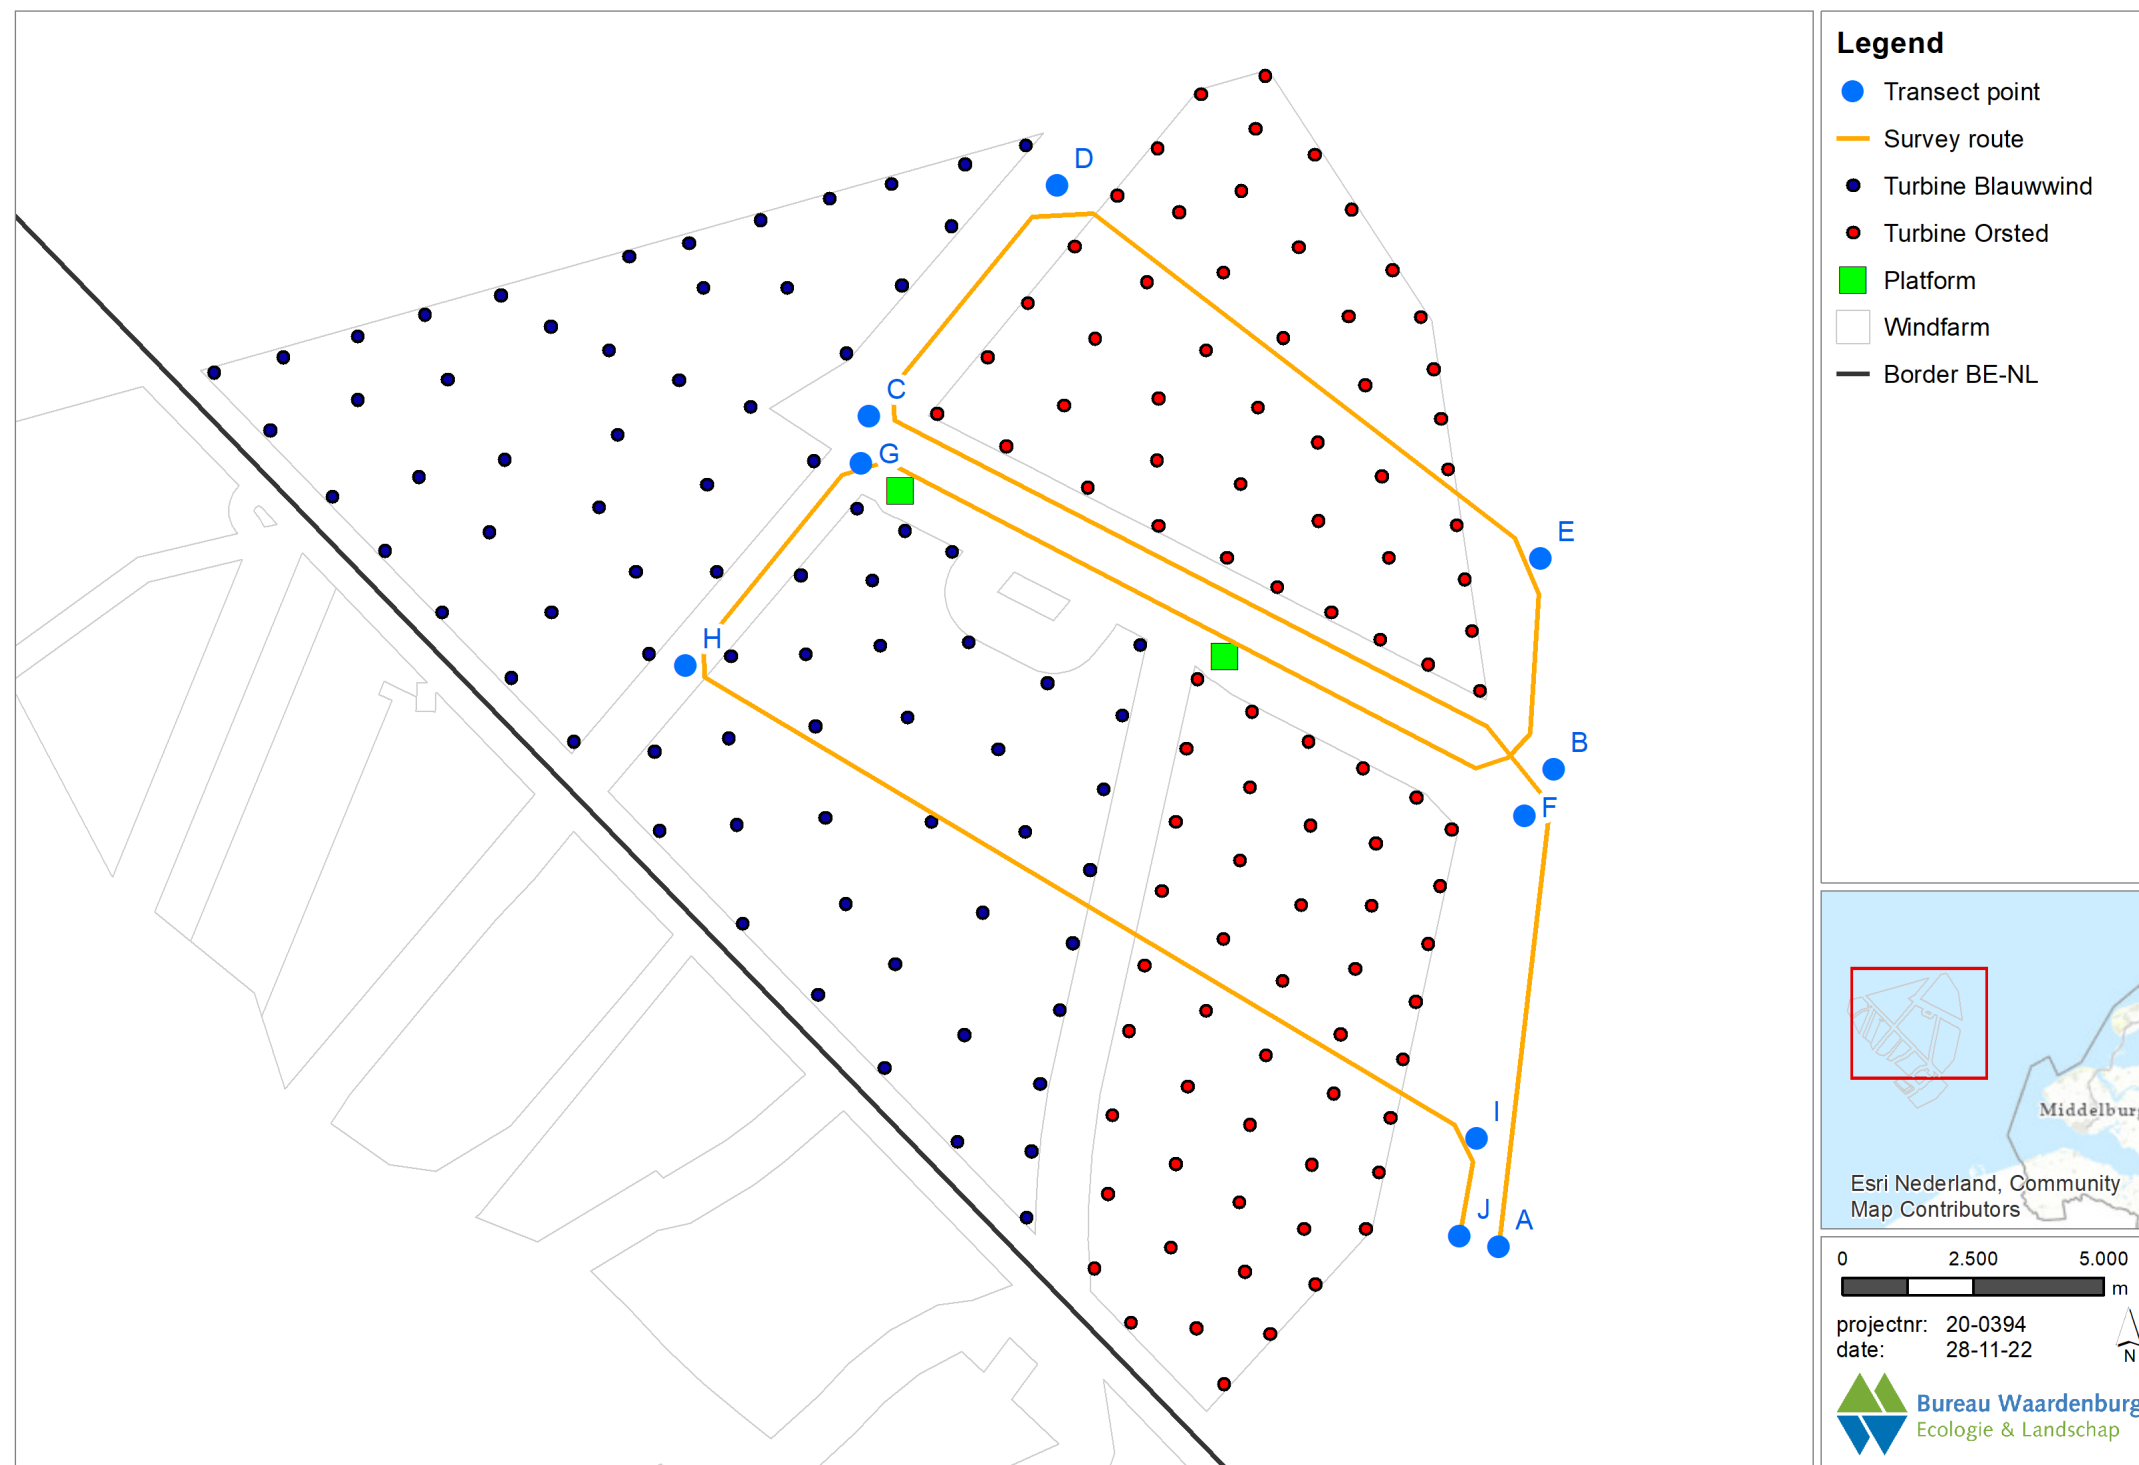 D
C
G
E
H
B
F
I
J
A
Legend
Transect point
Survey route
Turbine Blauwwind
Turbine Orsted
Platform
Windfarm
Border BE-NL
Middelbur
Esri Nederland, Community
Map Contributors
0 2.500 5.000
m
projectnr: 20-0394
date: 28-11-22
N
Bureau Waardenburg
Ecologie & Landschap